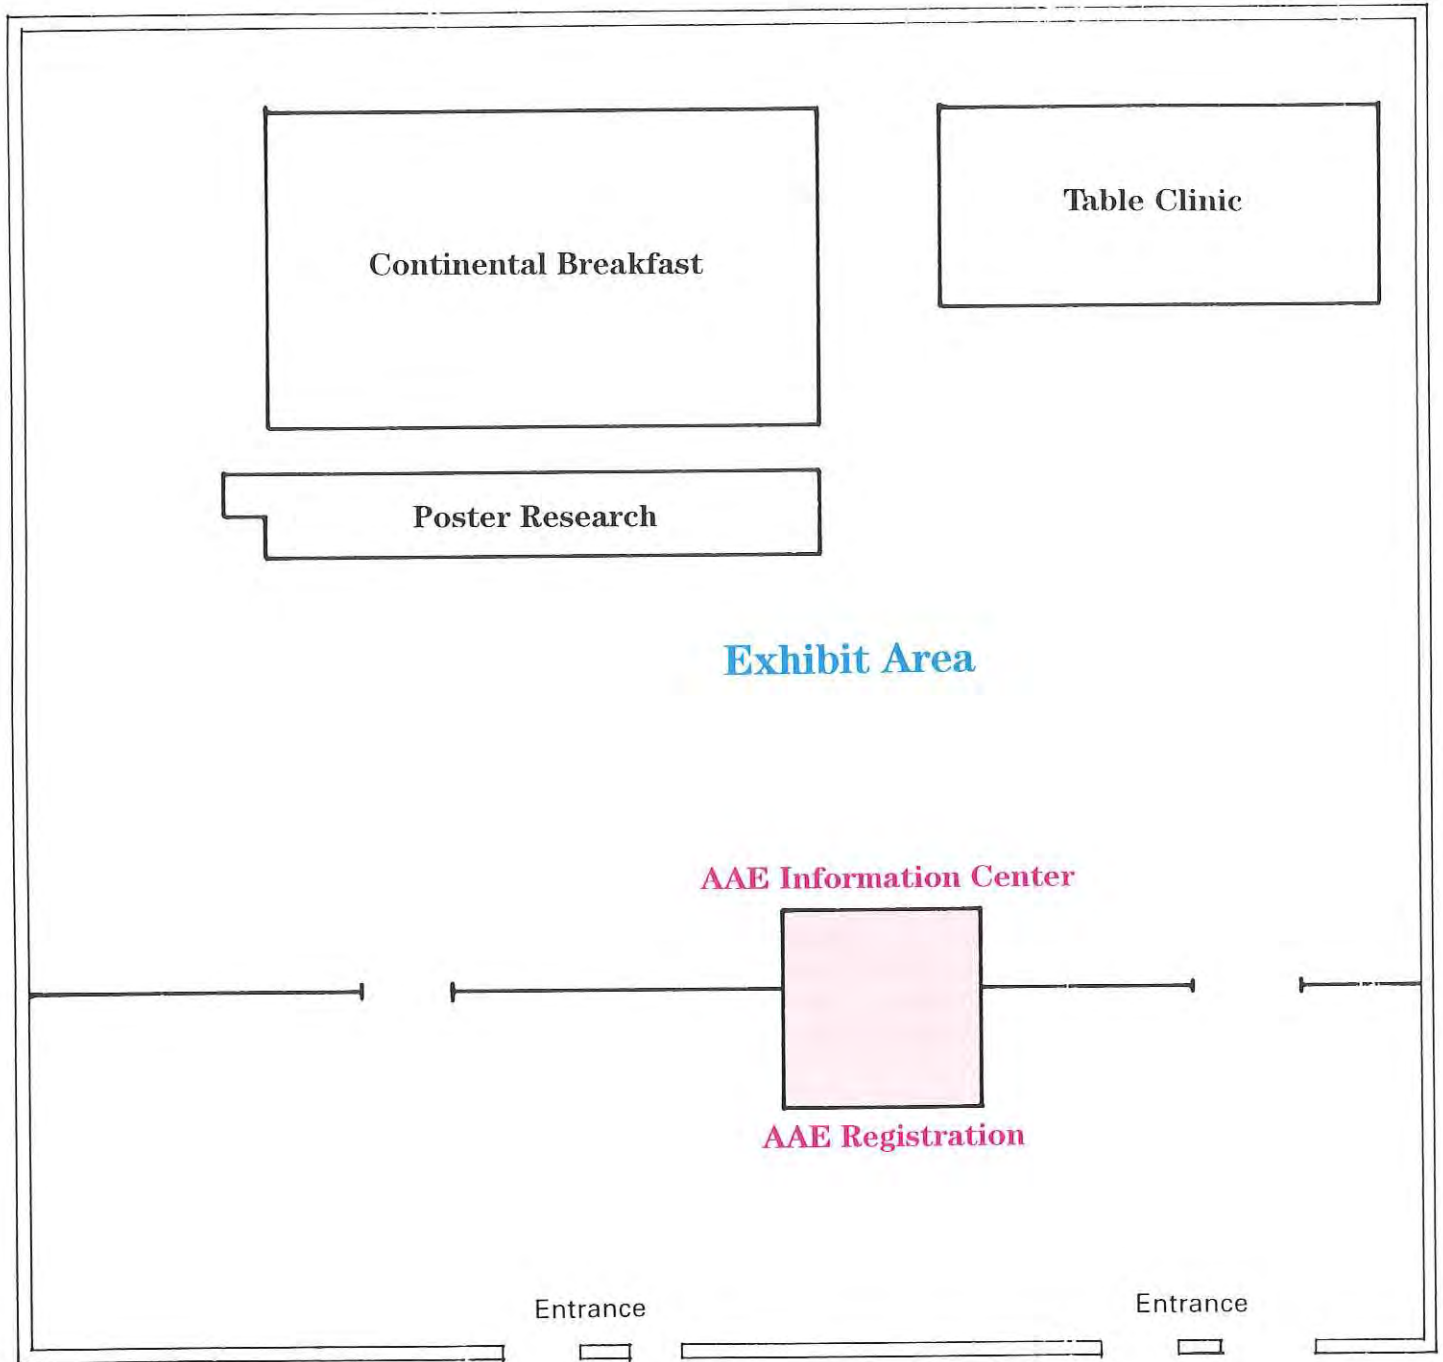 Table Clinic
Continental Breakfast
Poster Research
Exhibit Area
AAE Information Center
AAE Registration
Entrance
Entrance